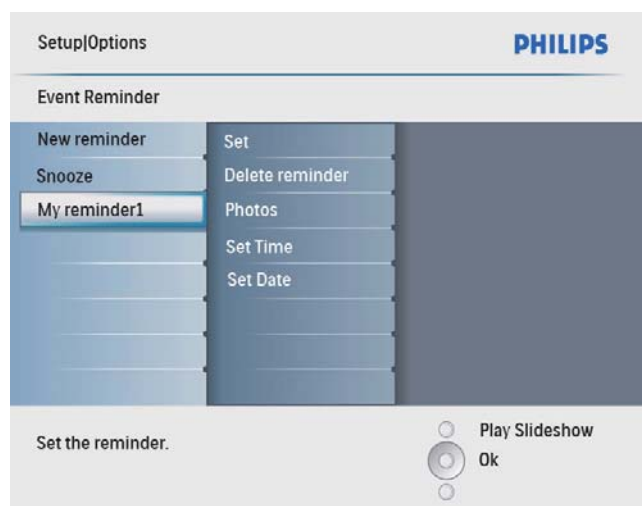 Setup|Options
PHILIPS
Event Reminder
New reminder
Snooze
My reminder1
Set
Delete reminder
Photos
Set Time
Set Date
Set the reminder.
Play Slideshow
Ok